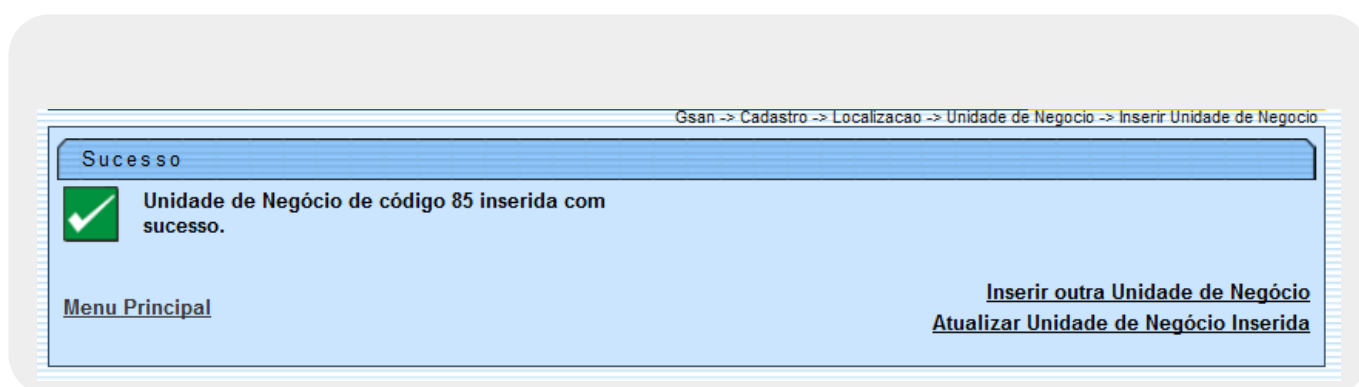 Gsan -> Cadastro -> Localizacao -> Unidade de Negocio -> Inserir Unidade de Negocio
Sucesso
Unidade de Negócio de código 85 inserida com
sucesso.
Inserir outra Unidade de Negócio
Menu Principal
Atualizar Unidade de Negócio Inserida